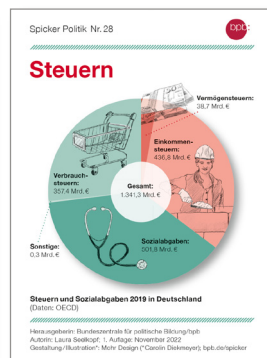 Spicker Politik Nr. 28
bpb:
Steuern
Vermögensteuern:
38,7 Mrd. €
Einkommen-
steuern:
436,8 Mrd. €
Verbrauch-
steuern:
357,4 Mrd. €
Gesamt:
1.341,3 Mrd. €
Sonstige:
0,3 Mrd. €
Sozialabgaben:
501,8 Mrd. €
Steuern und Sozialabgaben 2019 in Deutschland
(Daten: OECD)
Herausgeberin: Bundeszentrale für politische Bildung/bpb
Autorin: Laura Seelkopf; 1. Auflage: November 2022
Gestaltung/Illustration*: Mehr Design (*Carolin Diekmeyer); bpb.de/spicker